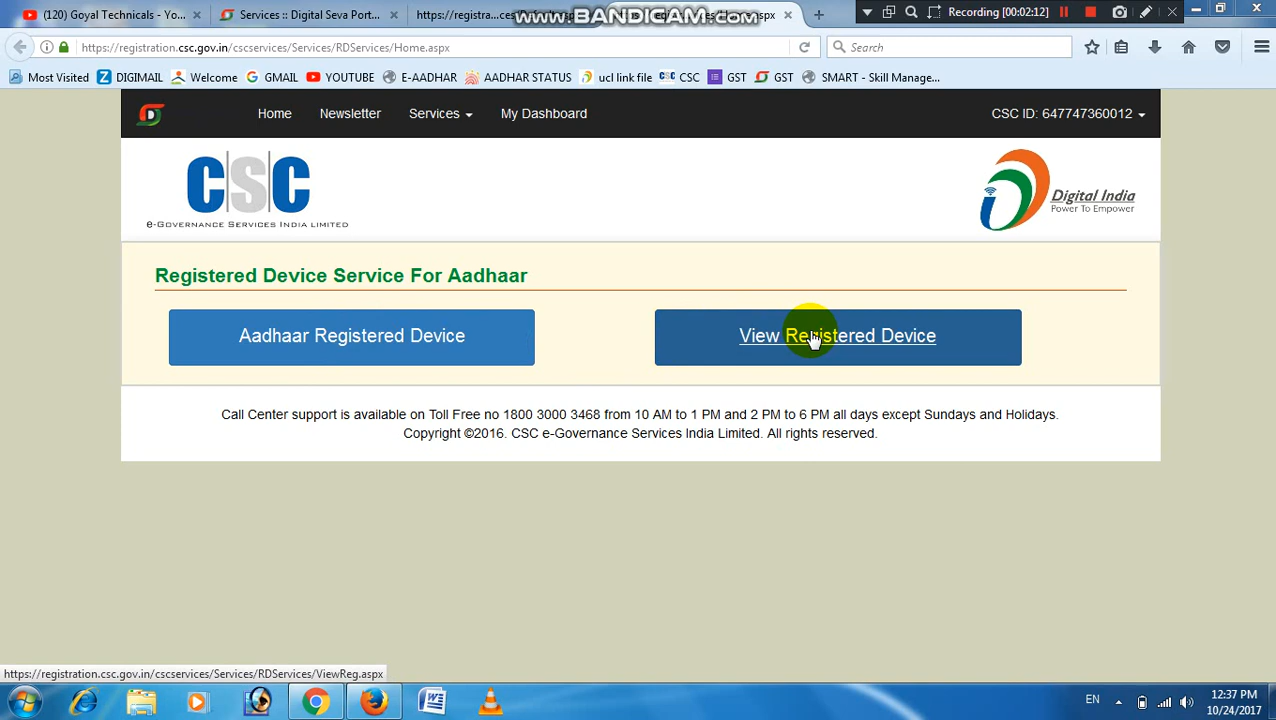 (120) Goyal Technicals - Yo...
Services :: Digital Seva Port...
https://registra
www.BANDICAM.com
Recording [00:02:12]
https://registration.csc.gov.in/cscservices/Services/RDServices/Home.aspx
Search
Most Visited
DIGIMAIL
Welcome
GMAIL
YOUTUBE
E-AADHAR
AADHAR STATUS
ucl link file
CSC
GST
GST
SMART - Skill Manage...
Home
Newsletter
Services
My Dashboard
CSC ID: 647747360012
CSC
e-Governance Services India Limited
Digital India
Power To Empower
Registered Device Service For Aadhaar
Aadhaar Registered Device
View Registered Device
Call Center support is available on Toll Free no 1800 3000 3468 from 10 AM to 1 PM and 2 PM to 6 PM all days except Sundays and Holidays.
Copyright ©2016. CSC e-Governance Services India Limited. All rights reserved.
https://registration.csc.gov.in/cscservices/Services/RDServices/ViewReg.aspx
EN
12:37 PM
10/24/2017